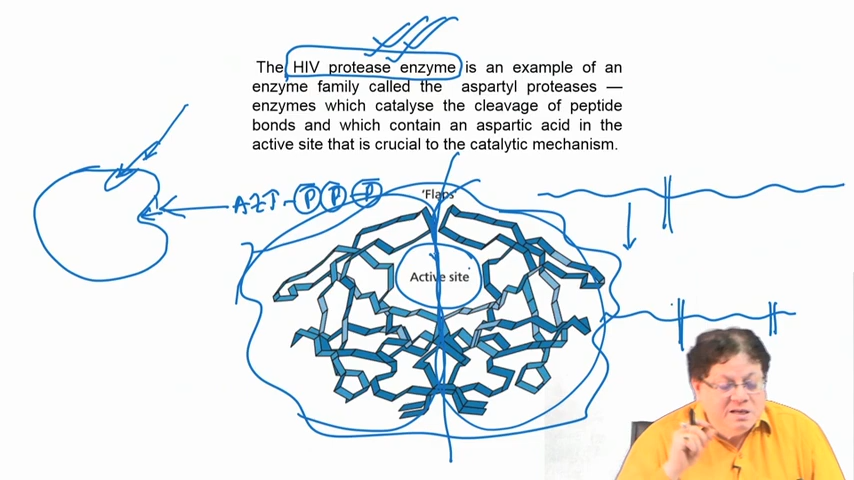 The HIV protease enzyme is an example of an
enzyme family called the aspartyl proteases —
enzymes which catalyse the cleavage of peptide
bonds and which contain an aspartic acid in the
active site that is crucial to the catalytic mechanism.
'Flaps'
AZT-P P P
Active site